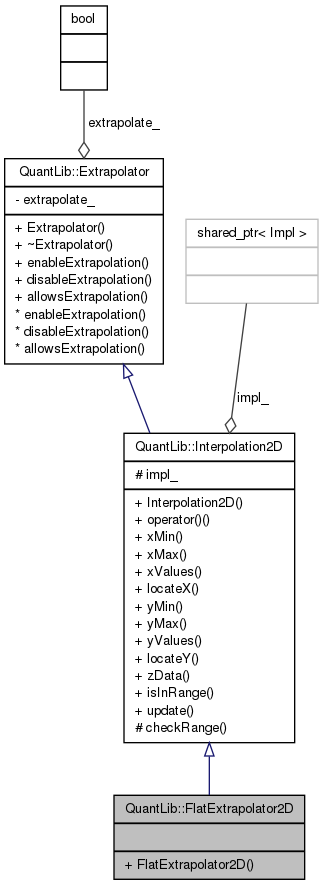 bool
extrapolate_
QuantLib::Extrapolator
- extrapolate_
+ Extrapolator()
+ ~Extrapolator()
+ enableExtrapolation()
+ disableExtrapolation()
+ allowsExtrapolation()
* enableExtrapolation()
* disableExtrapolation()
* allowsExtrapolation()
shared_ptr< Impl >
impl_
QuantLib::Interpolation2D
# impl_
+ Interpolation2D()
+ operator()()
+ xMin()
+ xMax()
+ xValues()
+ locateX()
+ yMin()
+ yMax()
+ yValues()
+ locateY()
+ zData()
+ isInRange()
+ update()
# checkRange()
QuantLib::FlatExtrapolator2D
+ FlatExtrapolator2D()